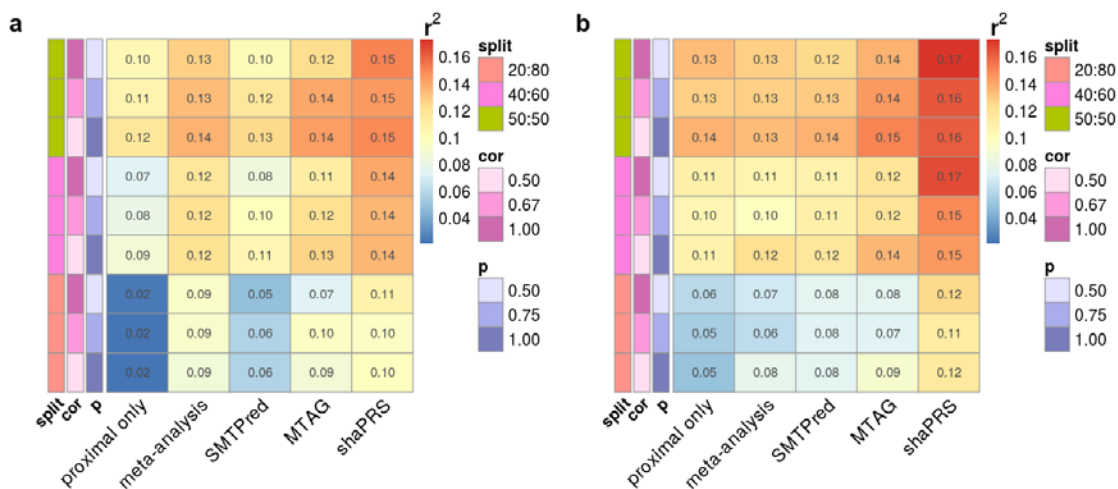 a
0.10 0.13 0.10 0.12 0.15
0.11 0.13 0.12 0.14 0.15
0.12 0.14 0.13 0.14 0.15
0.07 0.12 0.08 0.11 0.14
0.08 0.12 0.10 0.12 0.14
0.09 0.12 0.11 0.13 0.14
0.02 0.09 0.05 0.07 0.11
0.02 0.09 0.06 0.10 0.10
0.02 0.09 0.06 0.09 0.10
split cor p proximal only meta-analysis SMTPred MTAG shaPRS
r²
0.16
0.14
0.12
0.1
0.08
0.06
0.04
split
20:80
40:60
50:50
cor
0.50
0.67
1.00
p
0.50
0.75
1.00
b
0.13 0.13 0.12 0.14 0.17
0.13 0.13 0.13 0.14 0.16
0.14 0.13 0.14 0.15 0.16
0.11 0.11 0.11 0.11 0.17
0.10 0.10 0.11 0.12 0.15
0.11 0.12 0.12 0.14 0.15
0.06 0.07 0.08 0.08 0.12
0.05 0.06 0.08 0.07 0.11
0.05 0.08 0.08 0.09 0.12
split cor p proximal only meta-analysis SMTPred MTAG shaPRS
r²
0.16
0.14
0.12
0.1
0.08
0.06
0.04
split
20:80
40:60
50:50
cor
0.50
0.67
1.00
p
0.50
0.75
1.00